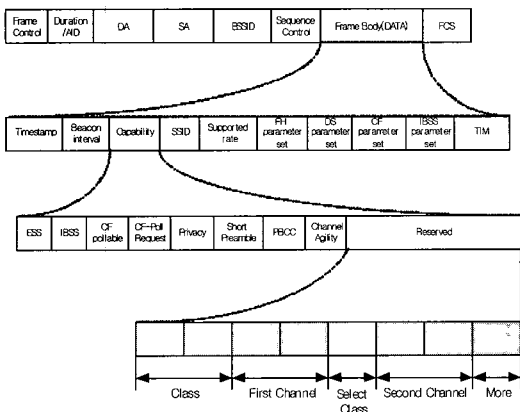 Frame Control
Duration /AID
DA
SA
BSSID
Sequence Control
Frame Body(DATA)
FCS
Timestamp
Beacon interval
Capability
SSID
Supported rate
FH parameter set
DS parameter set
CF parameter set
IBSS parameter set
TIM
ESS
IBSS
CF pollable
CF-Poll Request
Privacy
Short Preamble
PBCC
Channel Agility
Reserved
Class
First Channel
Select Class
Second Channel
More